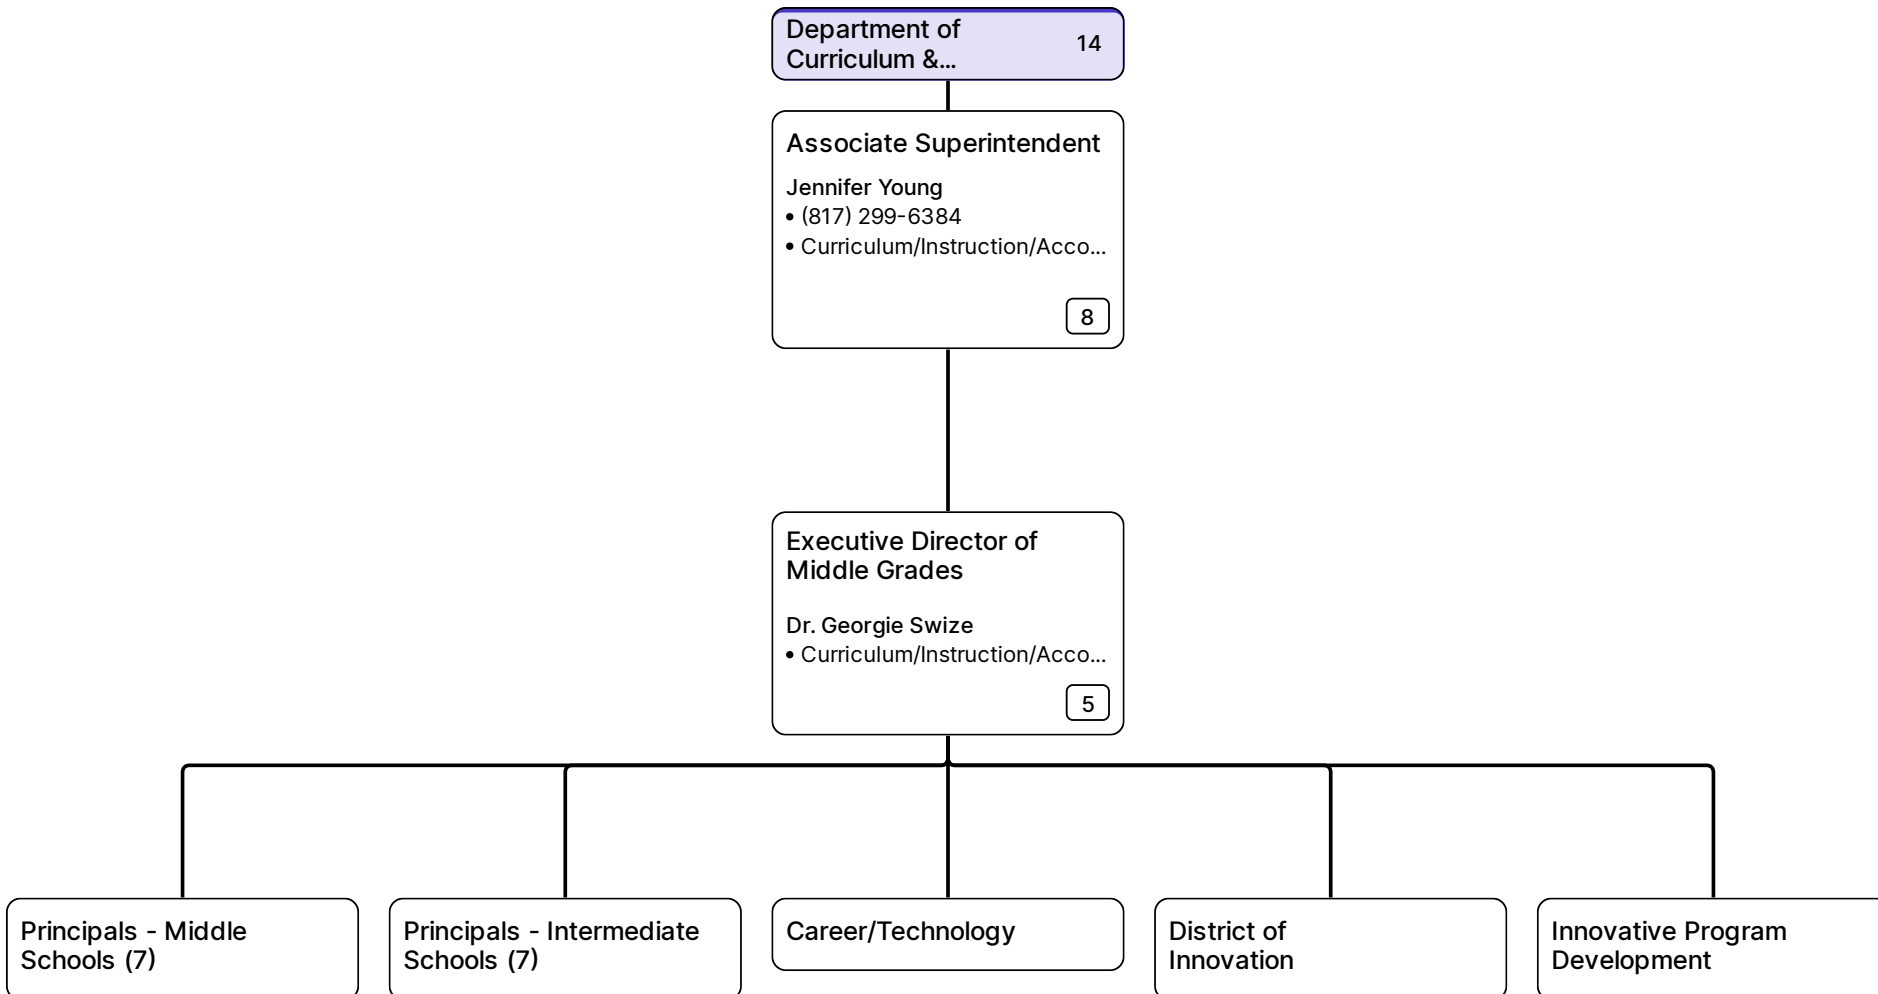 Department of
Curriculum &...
14
Associate Superintendent
Jennifer Young
• (817) 299-6384
• Curriculum/Instruction/Acco...
8
Executive Director of
Middle Grades
Dr. Georgie Swize
• Curriculum/Instruction/Acco...
5
Principals - Middle
Schools (7)
Principals - Intermediate
Schools (7)
Career/Technology
District of
Innovation
Innovative Program
Development